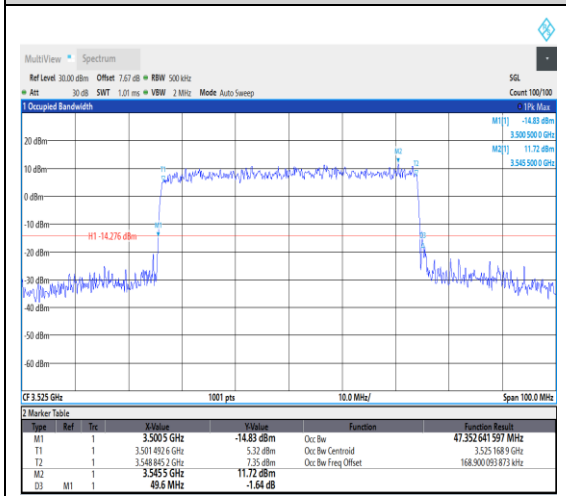 MultiView Spectrum
Ref Level 30.00 dBm Offset 7.67 dB RBW 500 kHz SGL
Att 30 dB SWT 1.01 ms VBW 2 MHz Mode Auto Sweep Count 100/100
1 Occupied Bandwidth 1Pk Max
M1[1] -14.83 dBm
3.500 500 0 GHz
M2[1] 11.72 dBm
3.545 500 0 GHz
20 dBm
M2
T1
T2
10 dBm
0 dBm
-10 dBm
M1
H1 -14.276 dBm
D3
-20 dBm
-30 dBm
-40 dBm
-50 dBm
-60 dBm
CF 3.525 GHz 1001 pts 10.0 MHz/ Span 100.0 MHz
2 Marker Table
Type Ref Trc X-Value Y-Value Function Function Result
M1 1 3.5005 GHz -14.83 dBm Occ Bw 47.352 641 597 MHz
T1 1 3.501 492 6 GHz 5.32 dBm Occ Bw Centroid 3.525 168 9 GHz
T2 1 3.548 845 2 GHz 7.35 dBm Occ Bw Freq Offset 168.900 093 873 kHz
M2 1 3.5455 GHz 11.72 dBm
D3 M1 1 49.6 MHz -1.64 dB